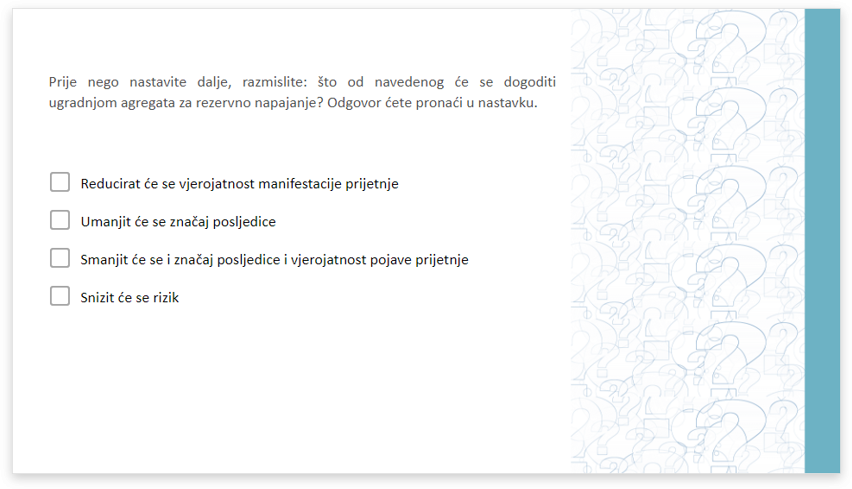 Prije nego nastavite dalje, razmislite: što od navedenog će se dogoditi
ugradnjom agregata za rezervno napajanje? Odgovor ćete pronaći u nastavku.
Reducirat će se vjerojatnost manifestacije prijetnje
Umanjit će se značaj posljedice
Smanjit će se i značaj posljedice i vjerojatnost pojave prijetnje
Snizit će se rizik